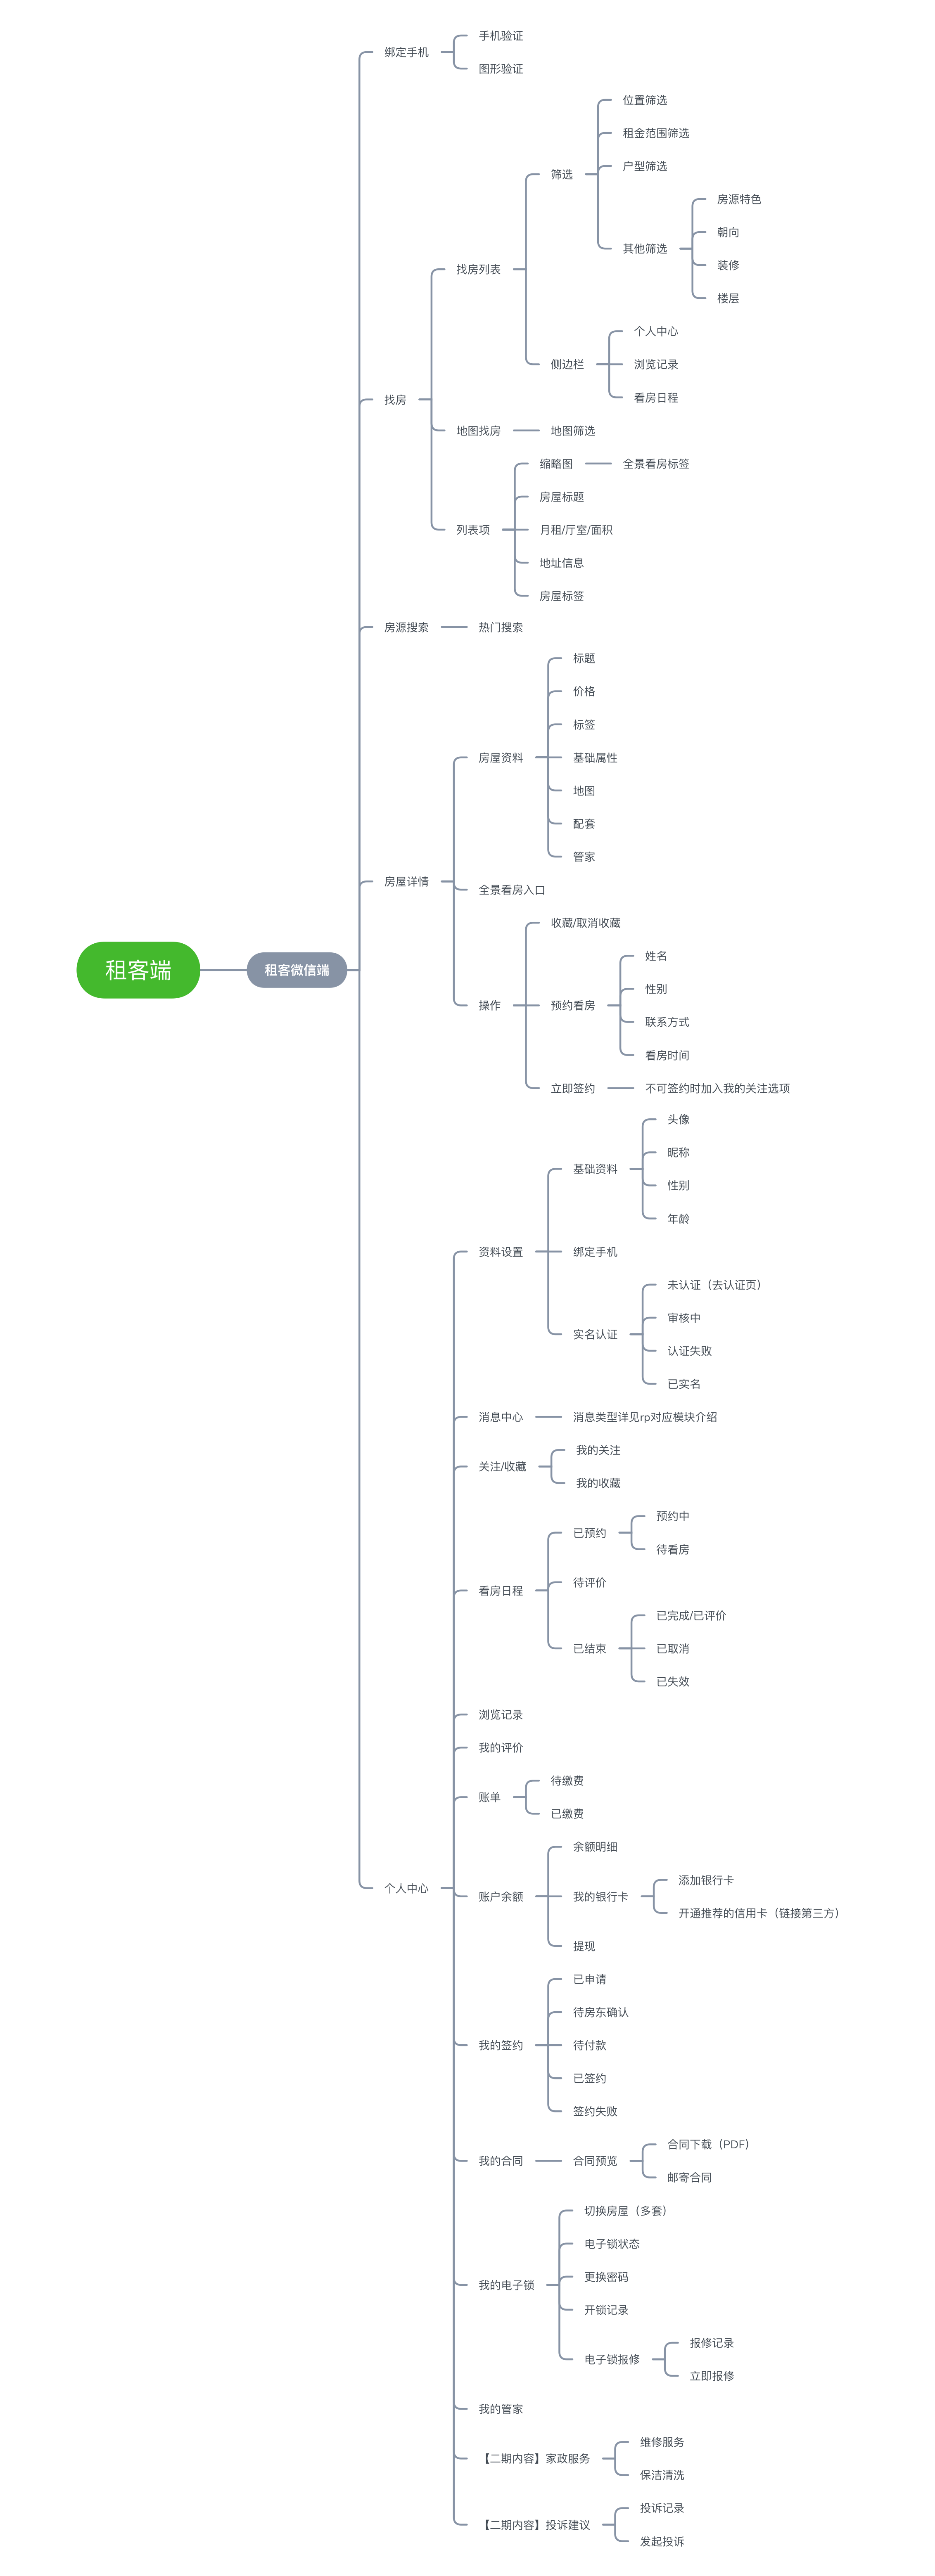 租客端
租客微信端
绑定手机
手机验证
图形验证
找房
找房列表
筛选
位置筛选
租金范围筛选
户型筛选
其他筛选
房源特色
朝向
装修
楼层
侧边栏
个人中心
浏览记录
看房日程
地图找房
地图筛选
列表项
缩略图
全景看房标签
房屋标题
月租/厅室/面积
地址信息
房屋标签
房源搜索
热门搜索
房屋详情
房屋资料
标题
价格
标签
基础属性
地图
配套
管家
全景看房入口
操作
收藏/取消收藏
预约看房
姓名
性别
联系方式
看房时间
立即签约
不可签约时加入我的关注选项
个人中心
资料设置
基础资料
头像
昵称
性别
年龄
绑定手机
实名认证
未认证（去认证页）
审核中
认证失败
已实名
消息中心
消息类型详见rp对应模块介绍
关注/收藏
我的关注
我的收藏
看房日程
已预约
预约中
待看房
待评价
已结束
已完成/已评价
已取消
已失效
浏览记录
我的评价
账单
待缴费
已缴费
账户余额
余额明细
我的银行卡
添加银行卡
开通推荐的信用卡（链接第三方）
提现
我的签约
已申请
待房东确认
待付款
已签约
签约失败
我的合同
合同预览
合同下载（PDF）
邮寄合同
我的电子锁
切换房屋（多套）
电子锁状态
更换密码
开锁记录
电子锁报修
报修记录
立即报修
我的管家
【二期内容】家政服务
维修服务
保洁清洗
【二期内容】投诉建议
投诉记录
发起投诉